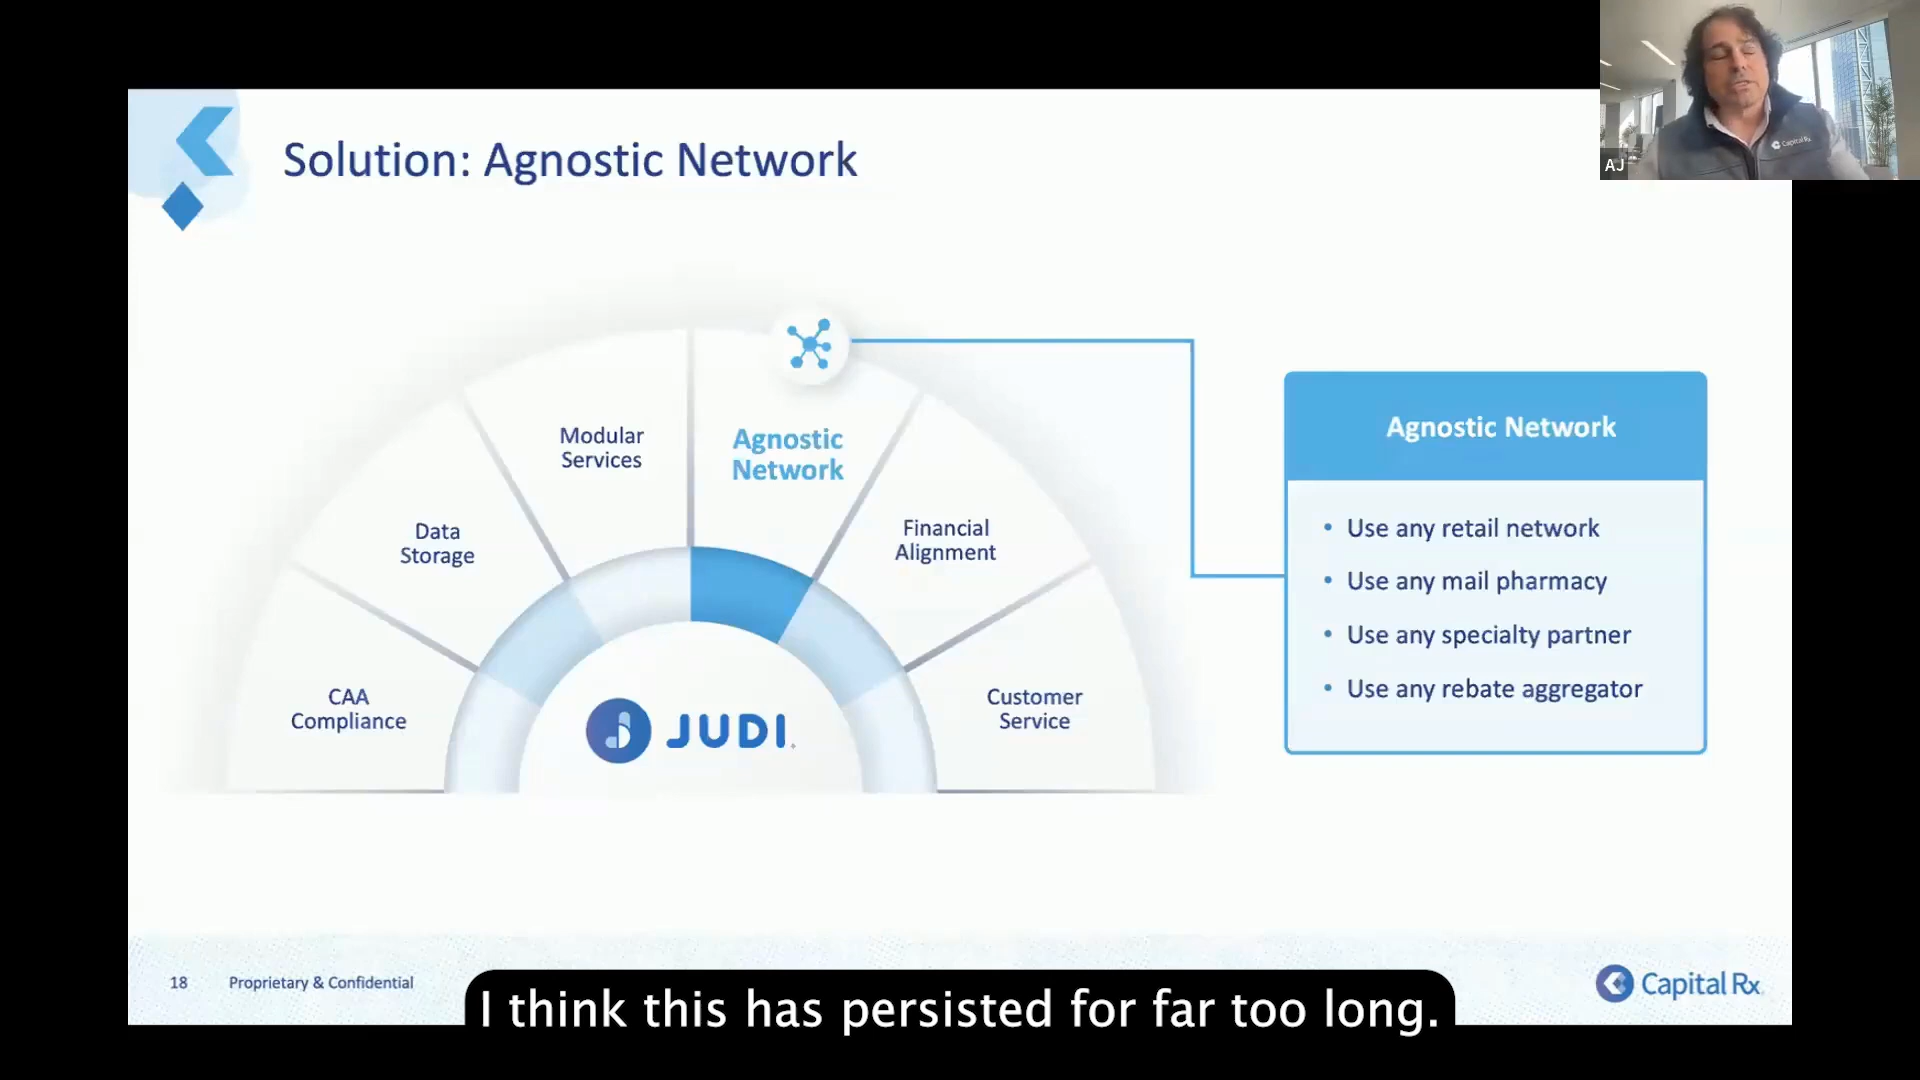 Solution: Agnostic Network
AJ
CapitalRx
Modular
Services
Agnostic
Network
Data
Storage
Financial
Alignment
CAA
Compliance
Customer
Service
JUDI.
Agnostic Network
• Use any retail network
• Use any mail pharmacy
• Use any specialty partner
• Use any rebate aggregator
18 Proprietary & Confidential
Capital Rx
I think this has persisted for far too long.